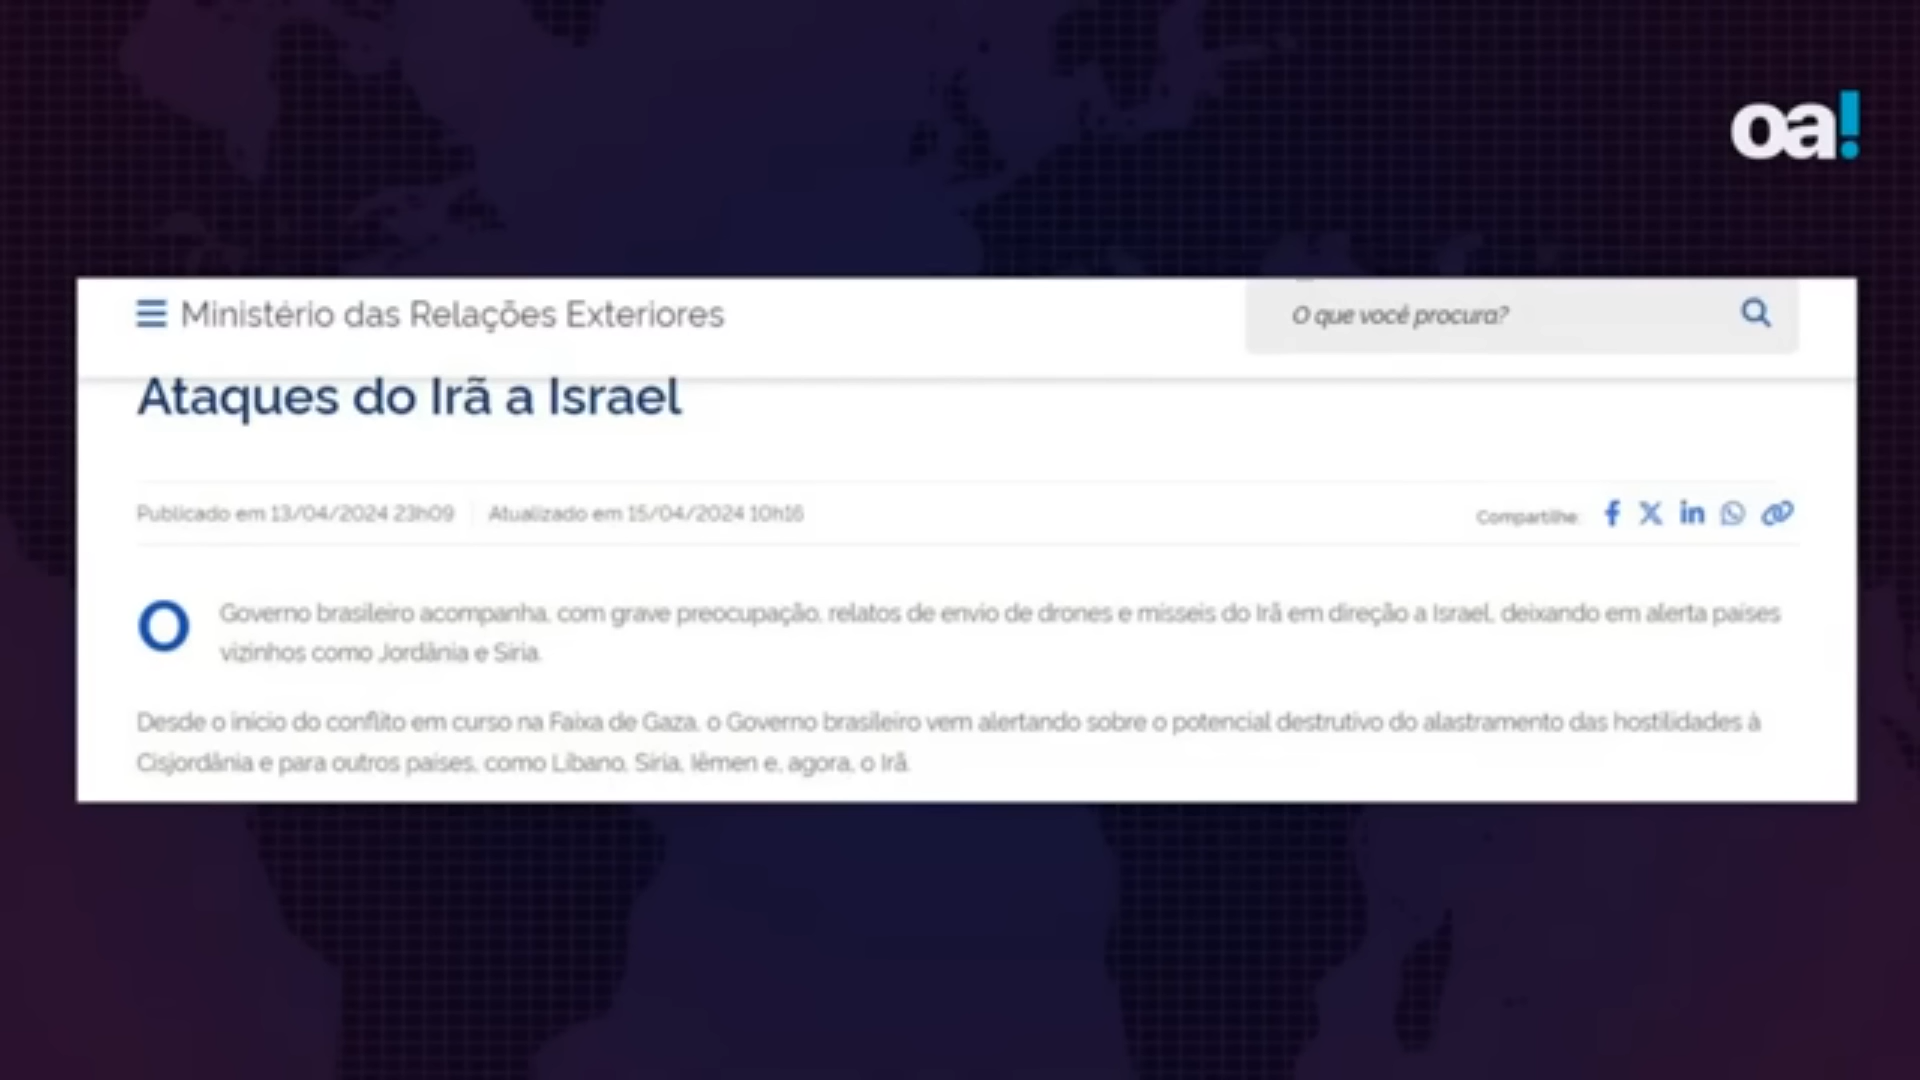 oa!
Ministério das Relações Exteriores
O que você procura?
Ataques do Irã a Israel
Publicado em 13/04/2024 23h09 Atualizado em 15/04/2024 10h16
Compartilhe:
O Governo brasileiro acompanha, com grave preocupação, relatos de envio de drones e mísseis do Irã em direção a Israel, deixando em alerta países
vizinhos como Jordânia e Síria.
Desde o início do conflito em curso na Faixa de Gaza, o Governo brasileiro vem alertando sobre o potencial destrutivo do alastramento das hostilidades à
Cisjordânia e para outros países, como Líbano, Síria, Iêmen e, agora, o Irã.